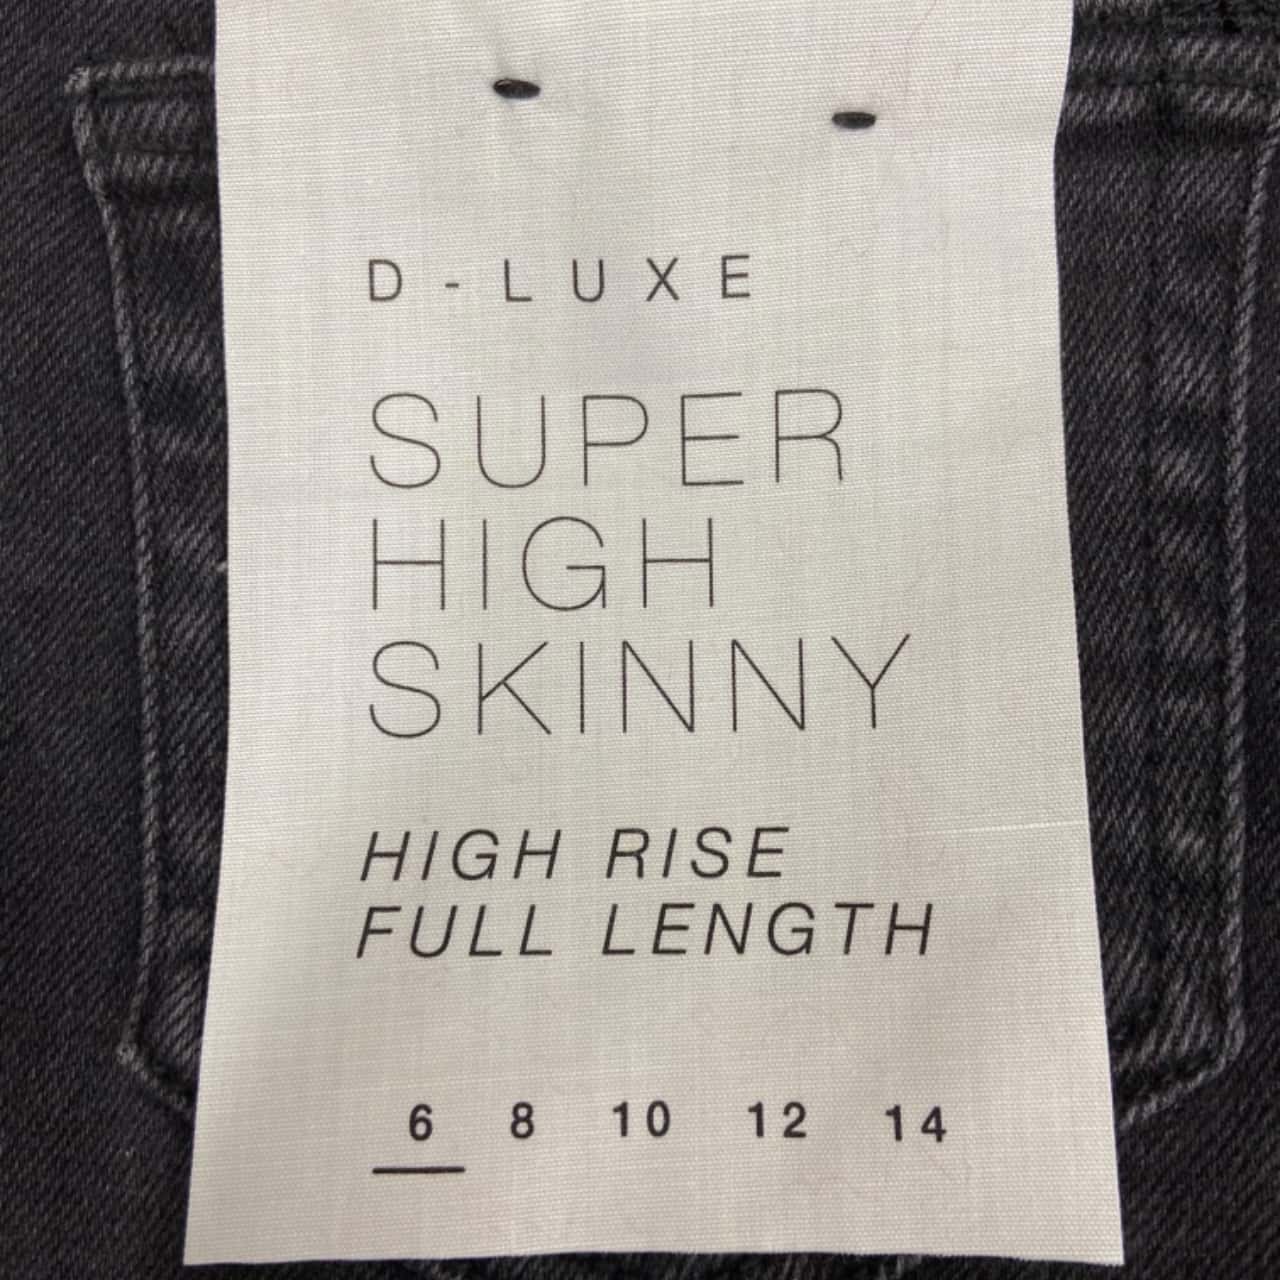 D-LUXE
SUPER
HIGH
SKINNY
HIGH RISE
FULL LENGTH
6 8 10 12 14